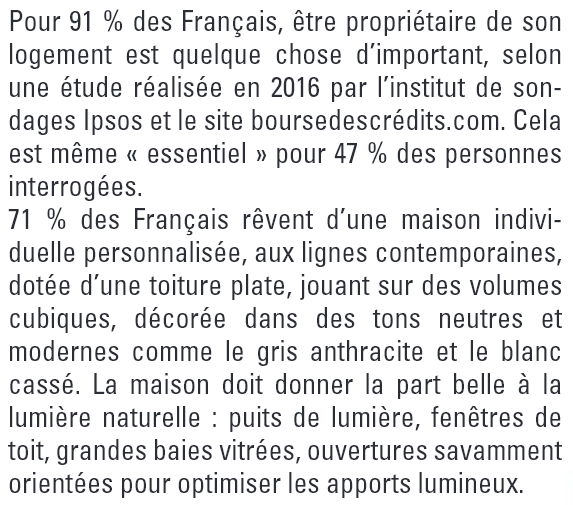 Pour 91 % des Français, être propriétaire de son
logement est quelque chose d’important, selon
une étude réalisée en 2016 par l’institut de son-
dages Ipsos et le site boursedescrédits.com. Cela
est même « essentiel » pour 47 % des personnes
interrogées.
71 % des Français rêvent d’une maison indivi-
duelle personnalisée, aux lignes contemporaines,
dotée d’une toiture plate, jouant sur des volumes
cubiques, décorée dans des tons neutres et
modernes comme le gris anthracite et le blanc
cassé. La maison doit donner la part belle à la
lumière naturelle : puits de lumière, fenêtres de
toit, grandes baies vitrées, ouvertures savamment
orientées pour optimiser les apports lumineux.